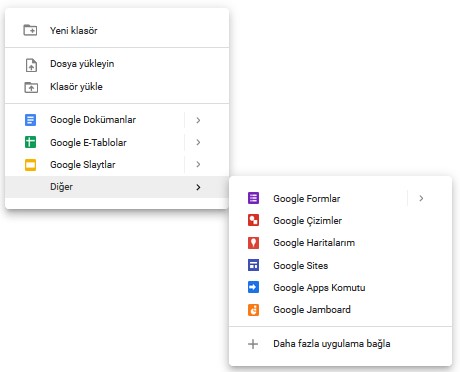 Yeni klasör
Dosya yükleyin
Klasör yükle
Google Dokümanlar
Google E-Tablolar
Google Slaytlar
Diğer
Google Formlar
Google Çizimler
Google Haritalarım
Google Sites
Google Apps Komutu
Google Jamboard
Daha fazla uygulama bağla